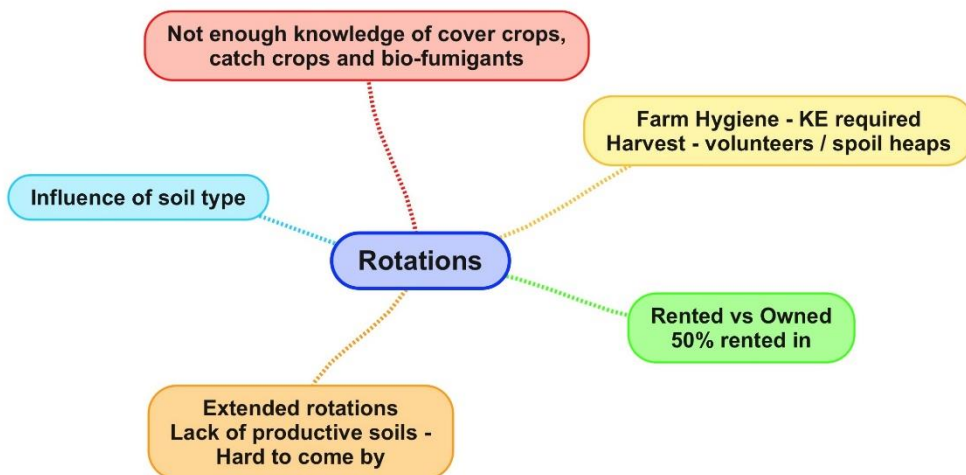 Not enough knowledge of cover crops,
catch crops and bio-fumigants
Farm Hygiene - KE required
Harvest - volunteers / spoil heaps
Influence of soil type
Rotations
Rented vs Owned
50% rented in
Extended rotations
Lack of productive soils -
Hard to come by